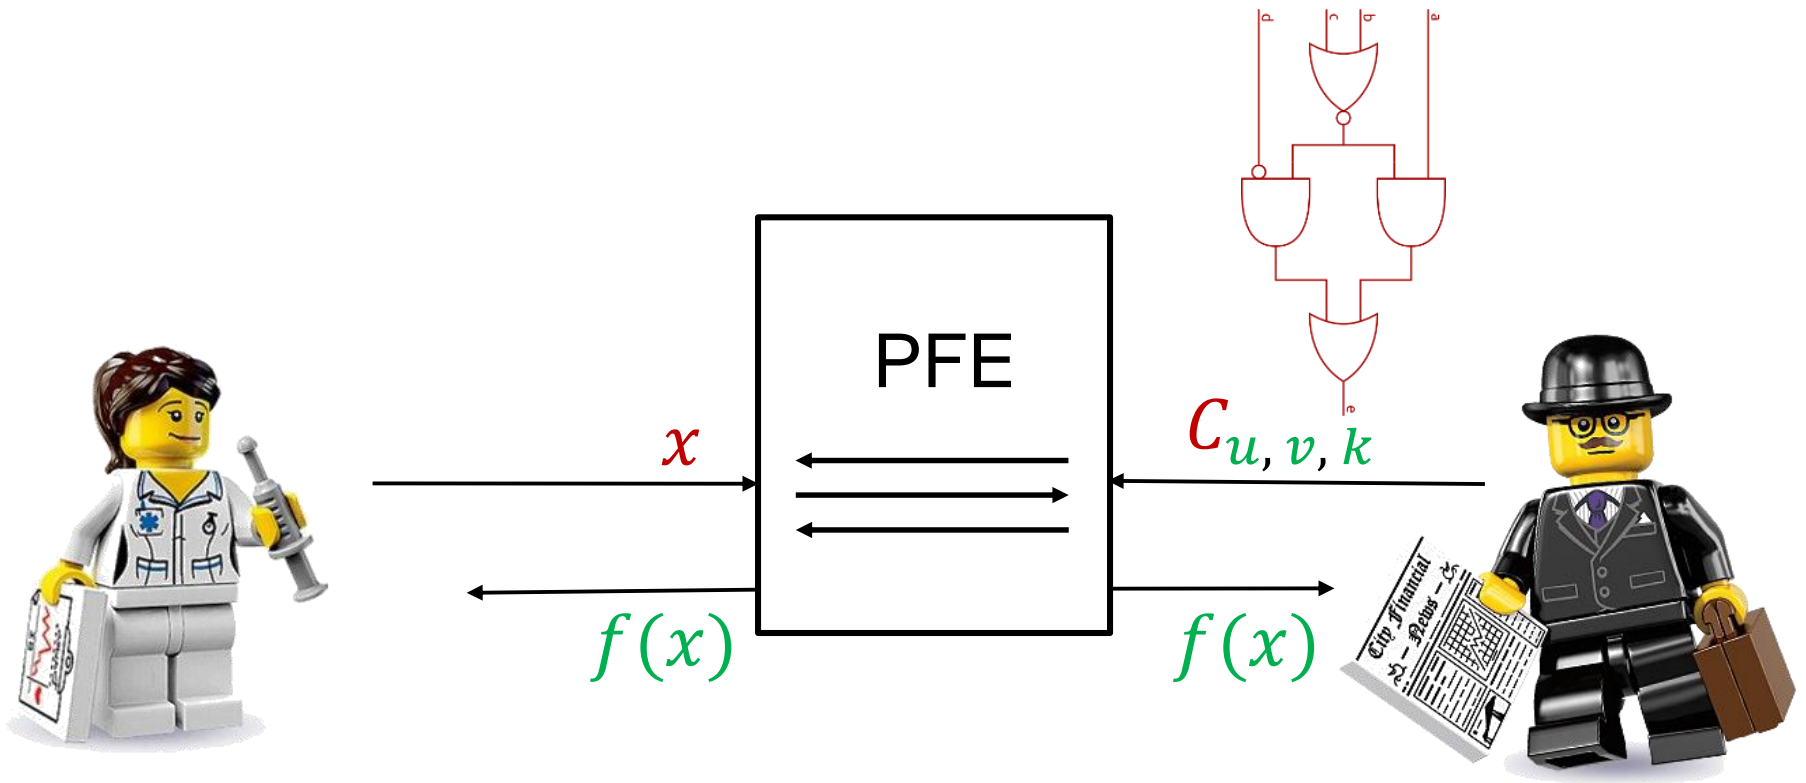 d c b a
PFE
x
C_{u, v, k}
e
f(x)
f(x)
City Financial
News